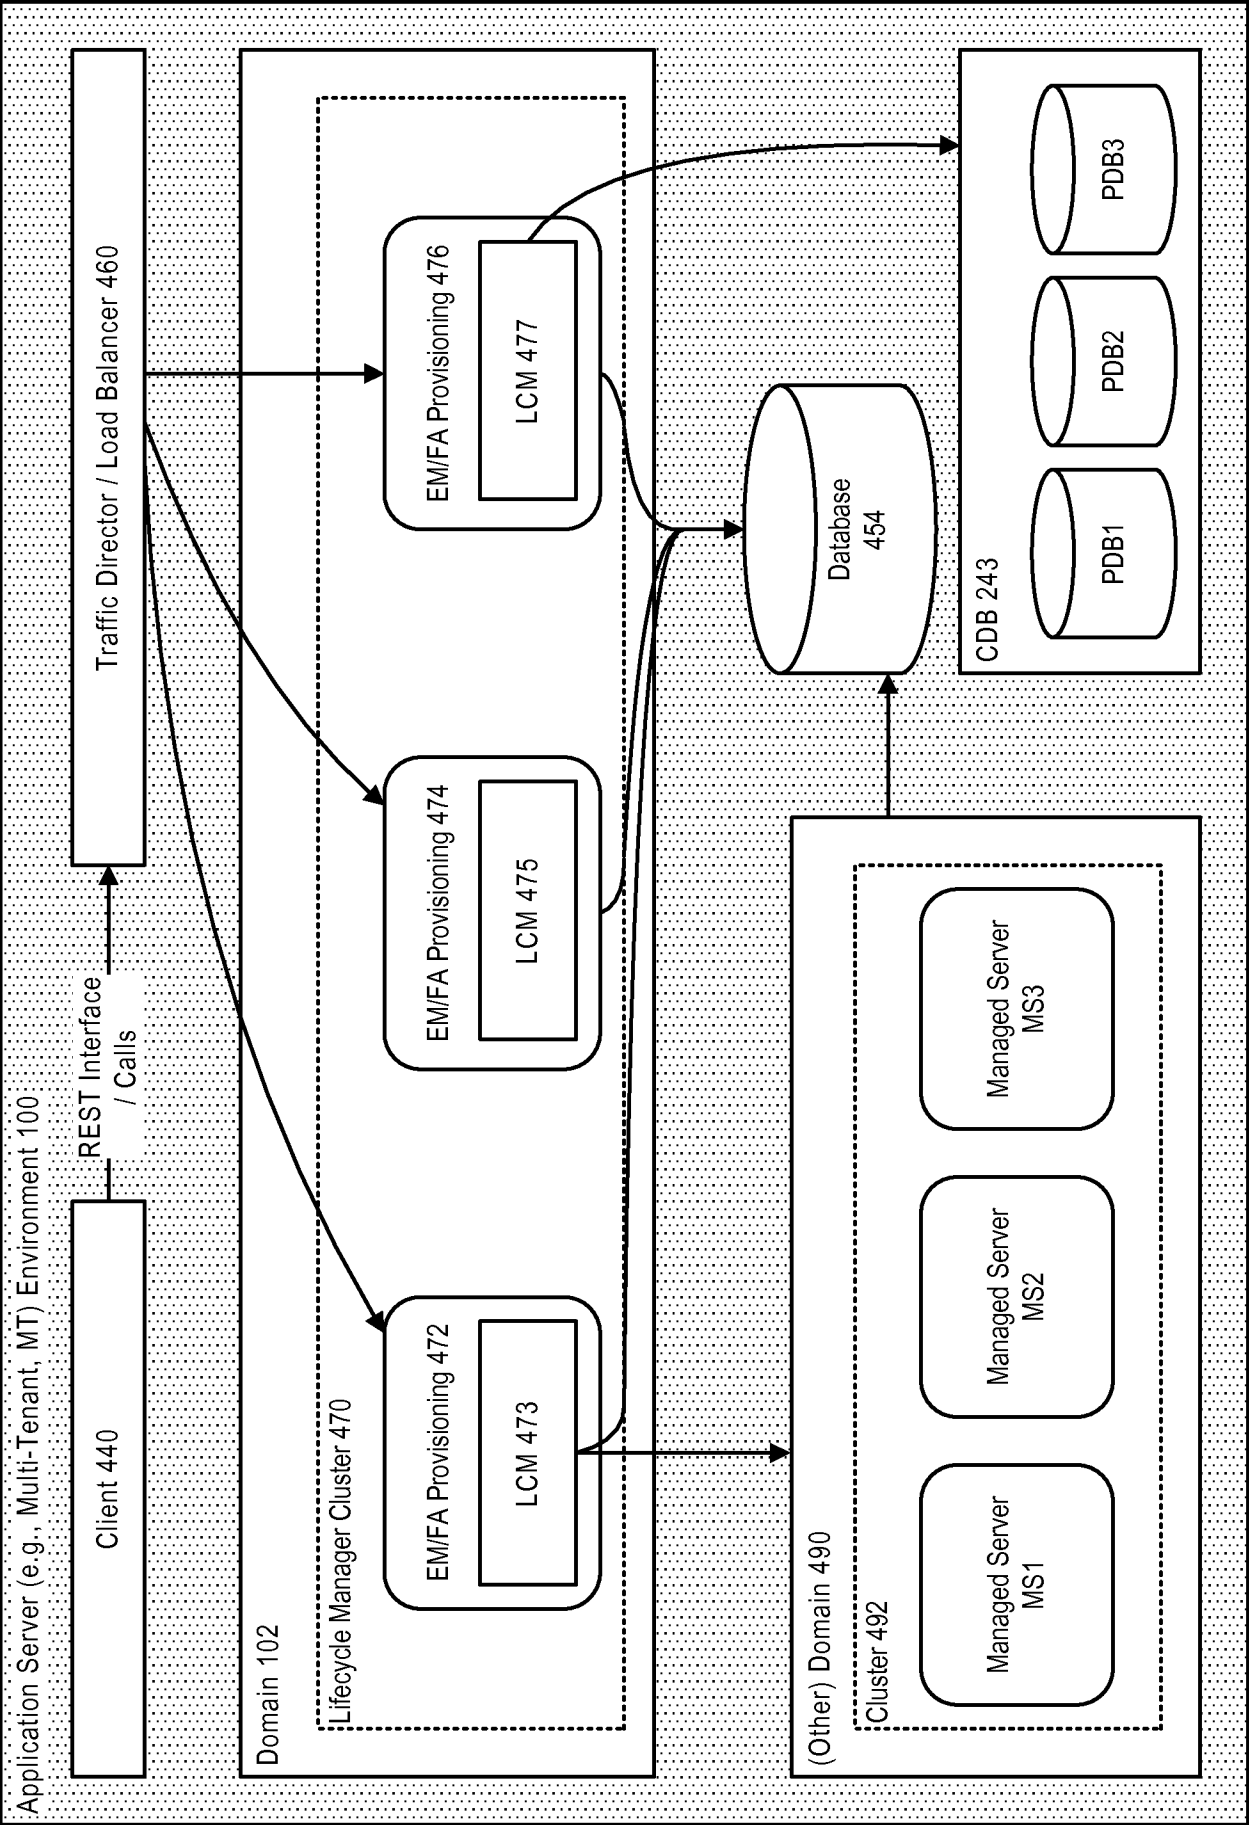 Application Server (e.g., Multi-Tenant, MT) Environment 100
Client 440
REST Interface
/ Calls
Traffic Director / Load Balancer 460
Domain 102
Lifecycle Manager Cluster 470
EM/FA Provisioning 472
LCM 473
EM/FA Provisioning 474
LCM 475
EM/FA Provisioning 476
LCM 477
Database
454
(Other) Domain 490
Cluster 492
Managed Server
MS1
Managed Server
MS2
Managed Server
MS3
CDB 243
PDB1
PDB2
PDB3